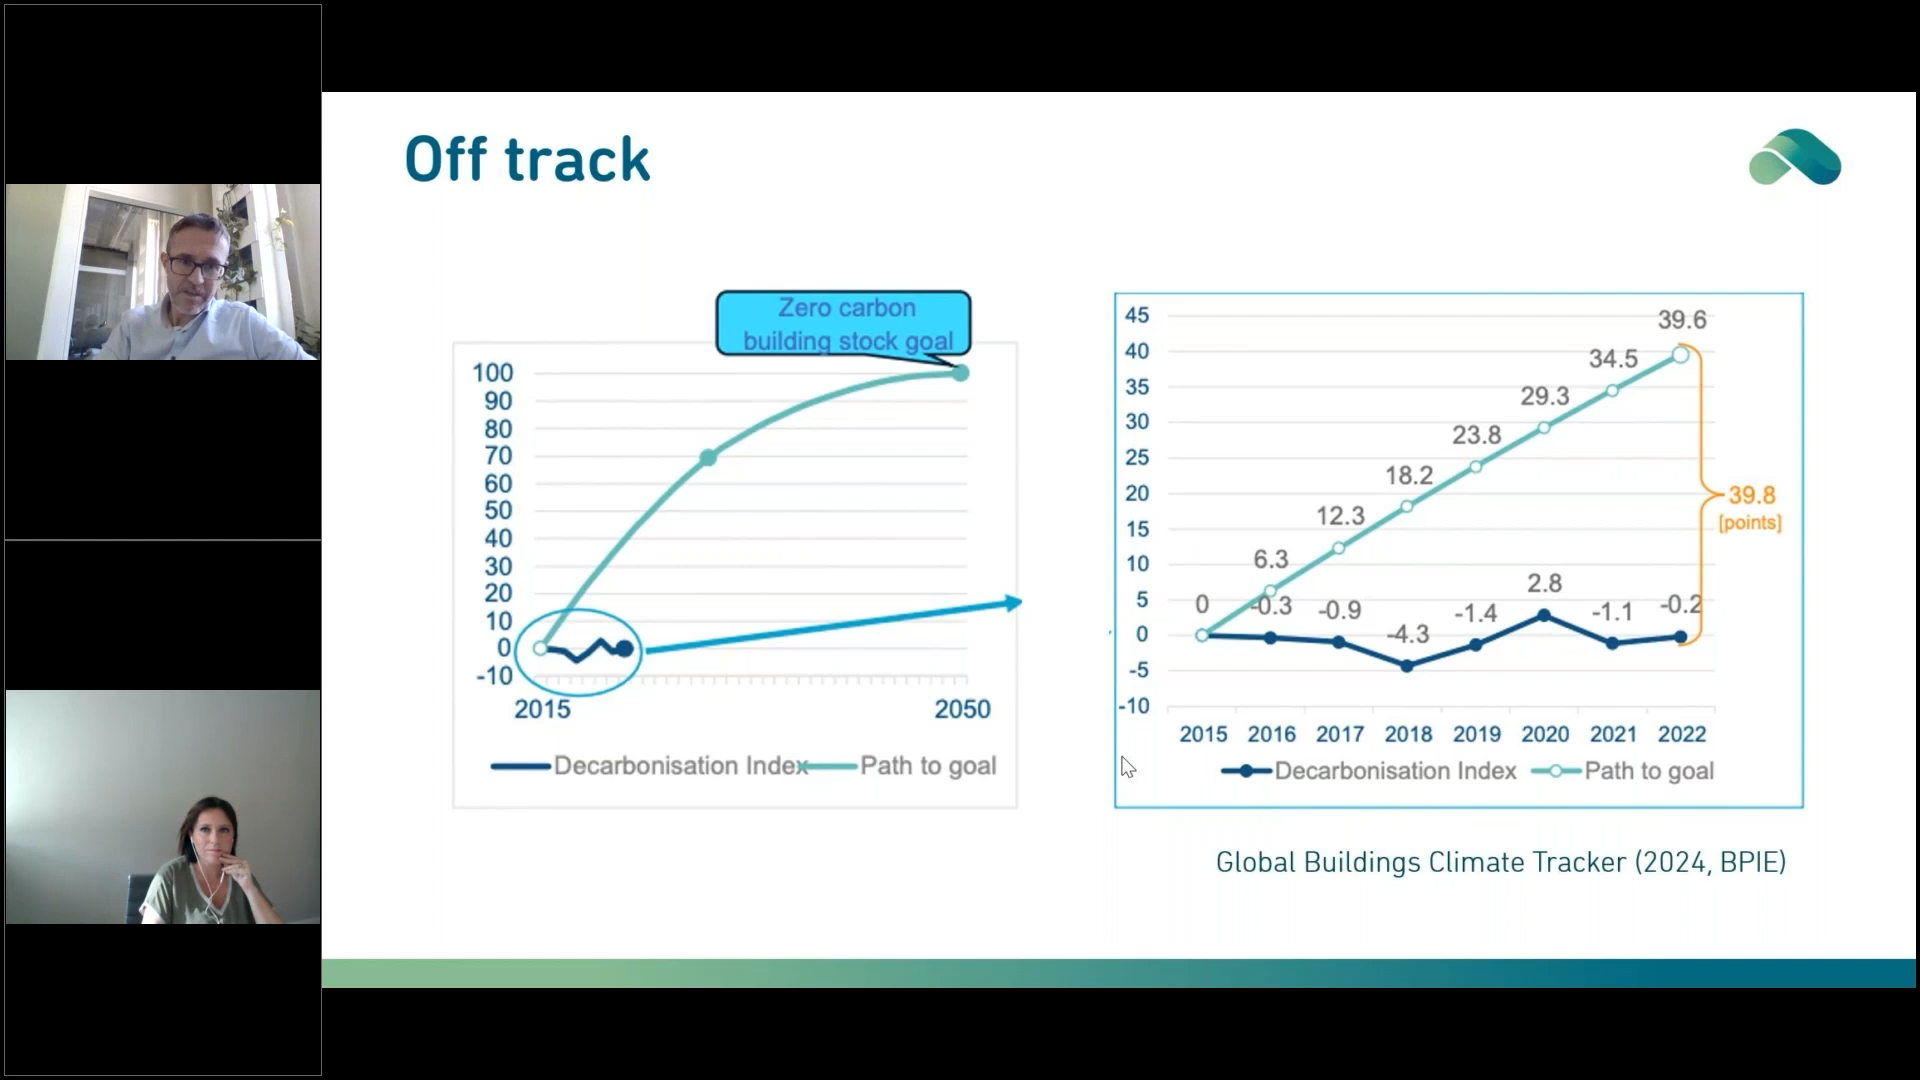 Off track
Zero carbon
building stock goal
100
90
80
70
60
50
40
30
20
10
0
-10
2015 2050
Decarbonisation Index Path to goal
45
40
35
30
25
20
15
10
5
0
-5
-10
0 6.3 12.3 18.2 23.8 29.3 34.5 39.6
-0.3 -0.9 -4.3 -1.4 2.8 -1.1 -0.2
39.8
[points]
2015 2016 2017 2018 2019 2020 2021 2022
Decarbonisation Index Path to goal
Global Buildings Climate Tracker (2024, BPIE)